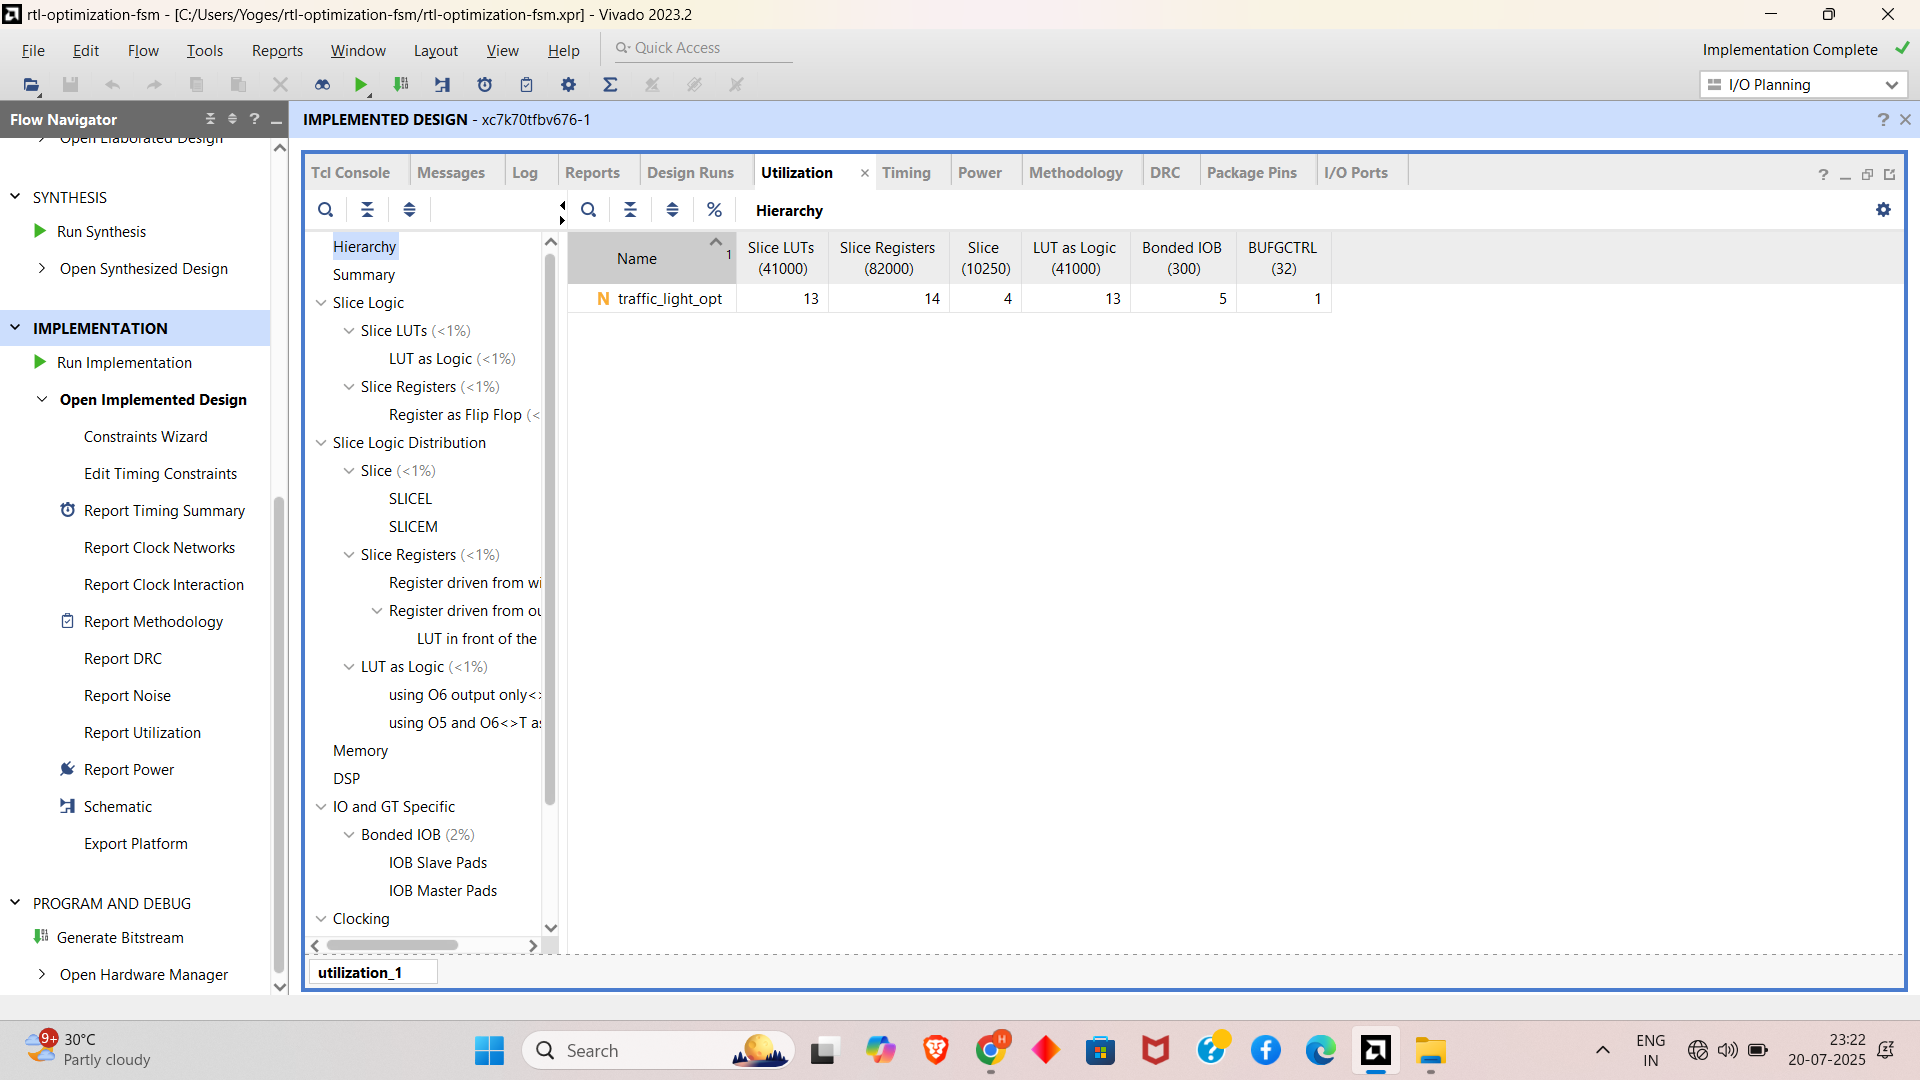 rtl-optimization-fsm - [C:/Users/Yoges/rtl-optimization-fsm/rtl-optimization-fsm.xpr] - Vivado 2023.2
File Edit Flow Tools Reports Window Layout View Help Quick Access
Implementation Complete
I/O Planning
Flow Navigator
IMPLEMENTED DESIGN - xc7k70tfbv676-1
Open Elaborated Design
SYNTHESIS
Run Synthesis
Open Synthesized Design
IMPLEMENTATION
Run Implementation
Open Implemented Design
Constraints Wizard
Edit Timing Constraints
Report Timing Summary
Report Clock Networks
Report Clock Interaction
Report Methodology
Report DRC
Report Noise
Report Utilization
Report Power
Schematic
Export Platform
PROGRAM AND DEBUG
Generate Bitstream
Open Hardware Manager
Tcl Console Messages Log Reports Design Runs Utilization Timing Power Methodology DRC Package Pins I/O Ports
Hierarchy
Hierarchy
Summary
Slice Logic
Slice LUTs (<1%)
LUT as Logic (<1%)
Slice Registers (<1%)
Register as Flip Flop (<
Slice Logic Distribution
Slice (<1%)
SLICEL
SLICEM
Slice Registers (<1%)
Register driven from wi
Register driven from ou
LUT in front of the
LUT as Logic (<1%)
using O6 output only<>
using O5 and O6<>T as
Memory
DSP
IO and GT Specific
Bonded IOB (2%)
IOB Slave Pads
IOB Master Pads
Clocking
Name 1 Slice LUTs (41000) Slice Registers (82000) Slice (10250) LUT as Logic (41000) Bonded IOB (300) BUFGCTRL (32)
N traffic_light_opt 13 14 4 13 5 1
utilization_1
9+ 30°C
Partly cloudy
Search
H
ENG
IN
23:22
20-07-2025